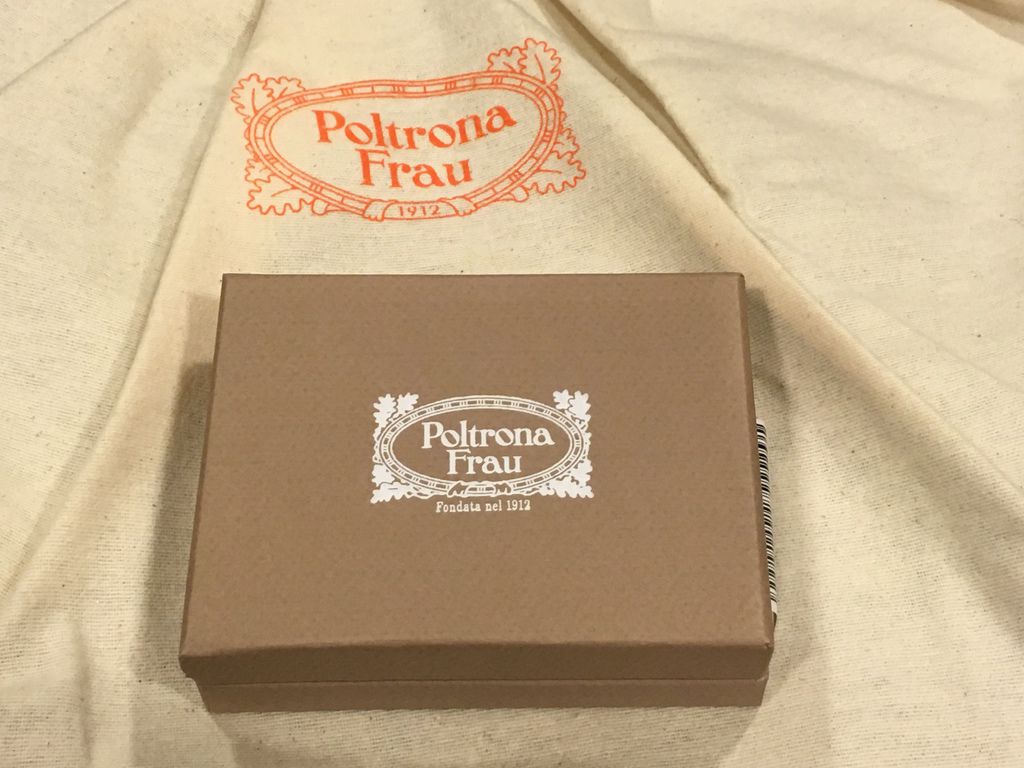 Poltrona
Frau
1912
Poltrona
Frau
Fondata nel 1912